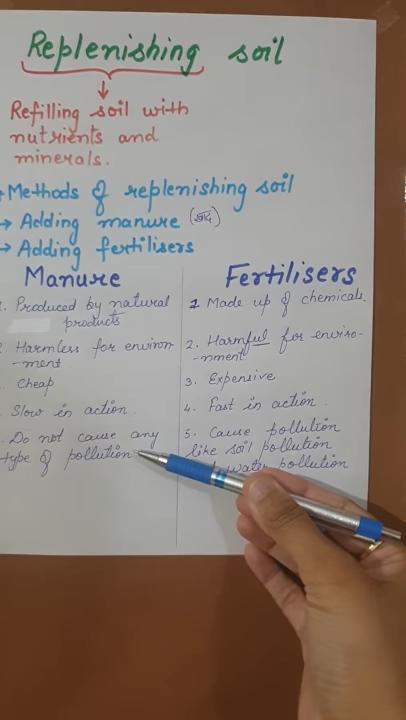 Replenishing soil
Refilling soil with
nutrients and
minerals.
Methods of replenishing soil
→ Adding manure (खाद)
→ Adding fertilisers
Manure
Produced by natural
products
Harmless for environ
-ment
Cheap
Slow in action.
Do not cause any
type of pollution
Fertilisers
1. Made up of chemicals.
2. Harmful for enviro-
-nment.
3. Expensive
4. Fast in action.
5. Cause pollution
like soil pollution
water pollution